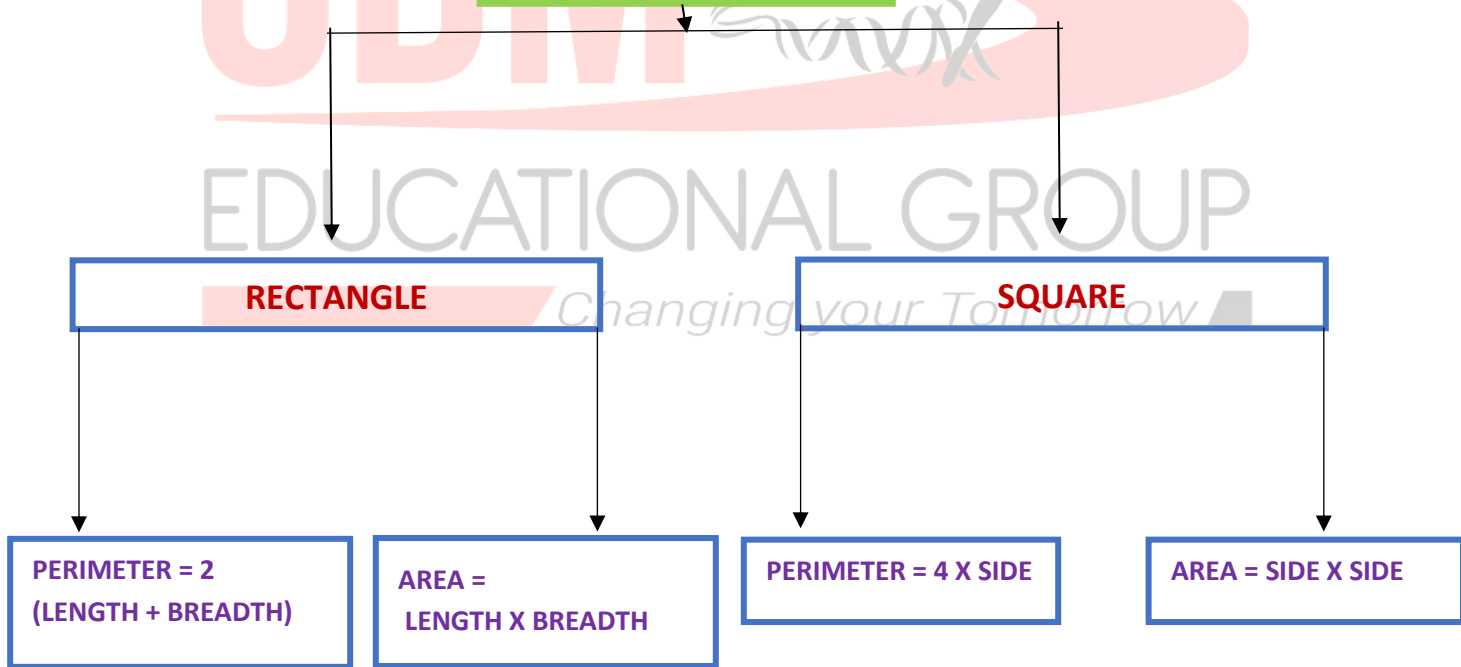 EDUCATIONAL GROUP
Changing your Tomorrow
RECTANGLE
SQUARE
PERIMETER = 2
(LENGTH + BREADTH)
AREA =
LENGTH X BREADTH
PERIMETER = 4 X SIDE
AREA = SIDE X SIDE